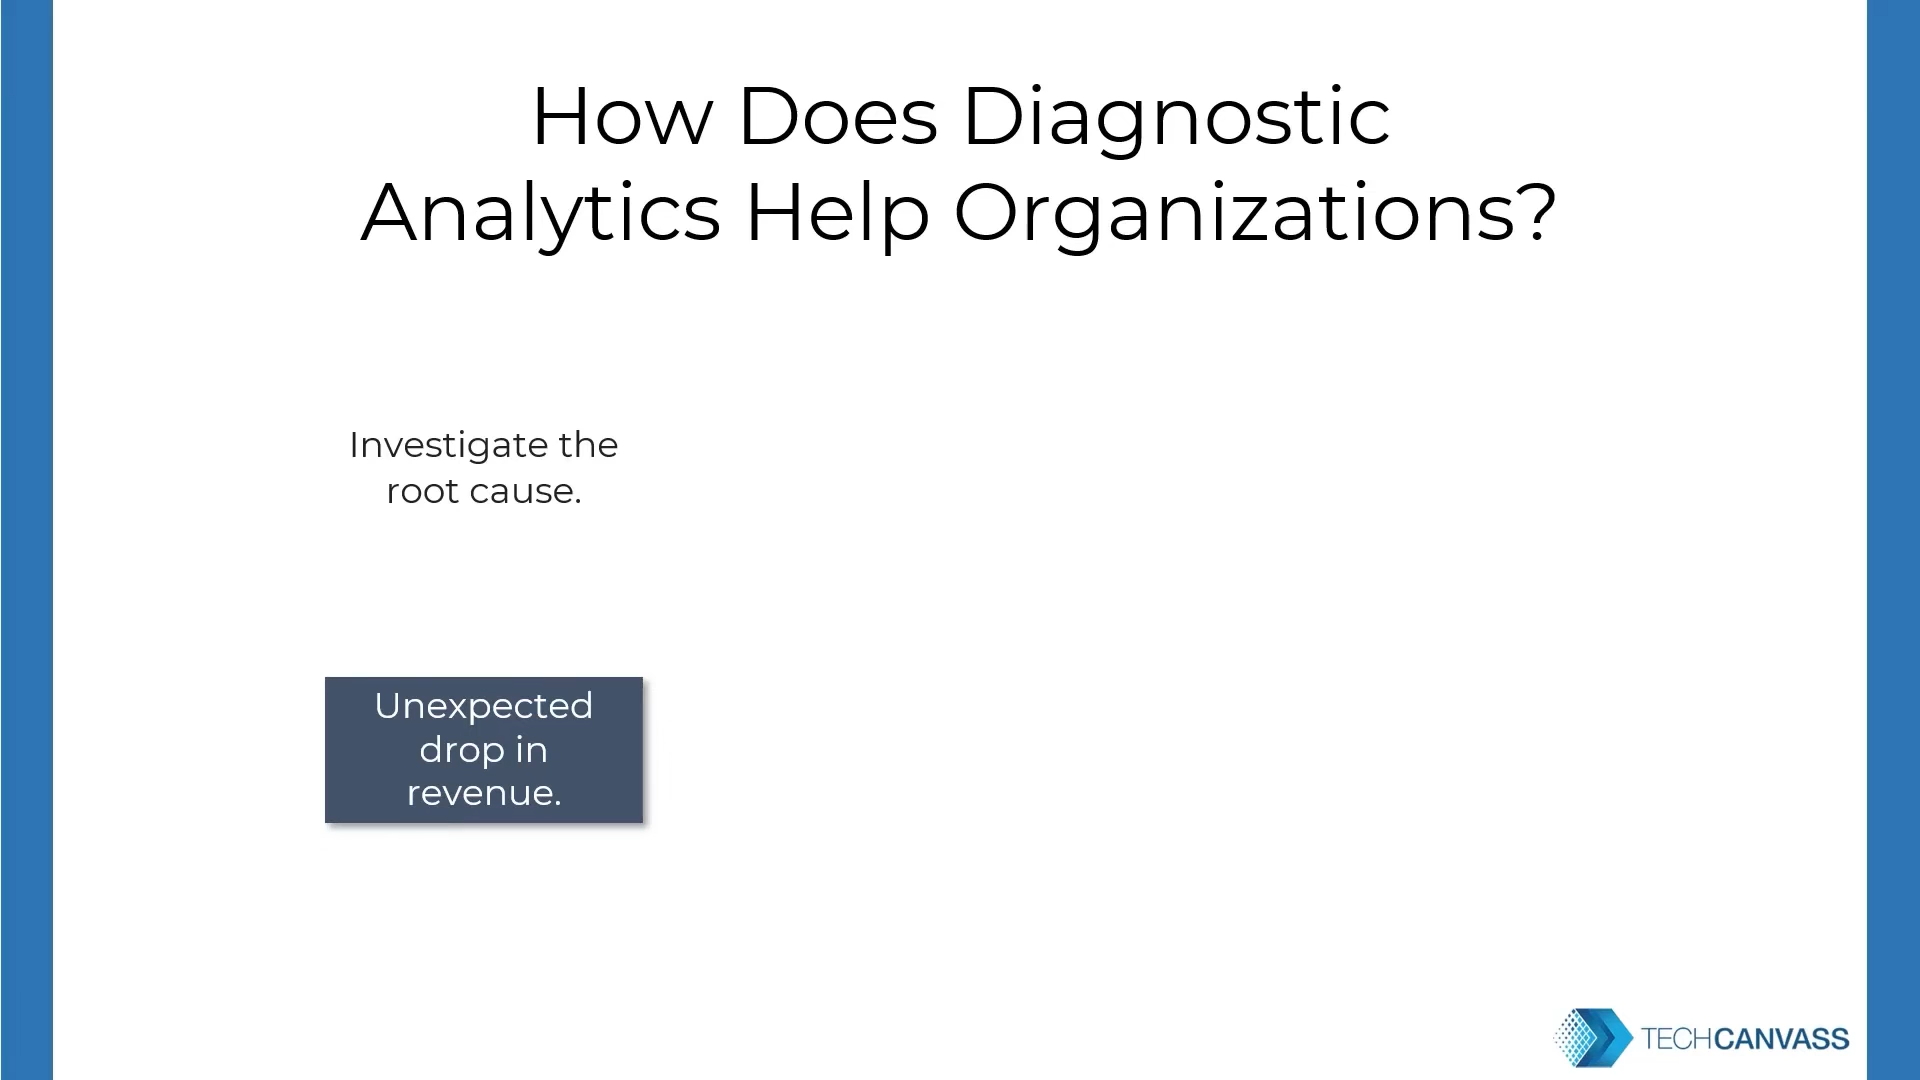 How Does Diagnostic
Analytics Help Organizations?
Investigate the
root cause.
Unexpected
drop in
revenue.
TECHCANVASS